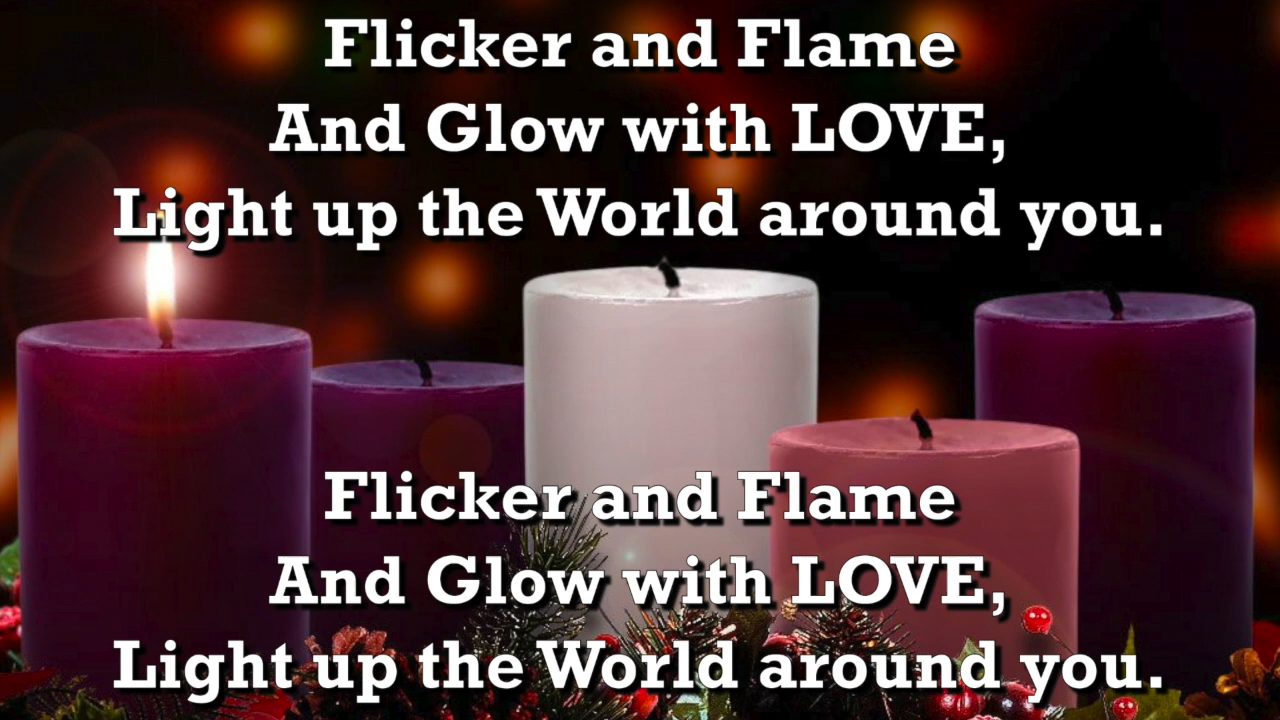 Flicker and Flame
And Glow with LOVE,
Light up the World around you.
Flicker and Flame
And Glow with LOVE,
Light up the World around you.